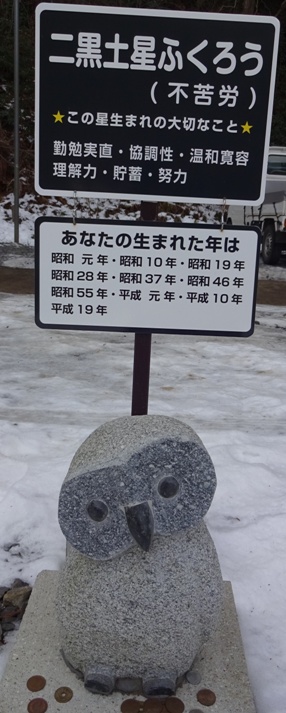 二黒土星ふくろう
（不苦労）
★この星生まれの大切なこと★
勤勉実直・協調性・温和寛容
理解力・貯蓄・努力
あなたの生まれた年は
昭和 元年・昭和10年・昭和19年
昭和28年・昭和37年・昭和46年
昭和55年・平成 元年・平成10年
平成19年